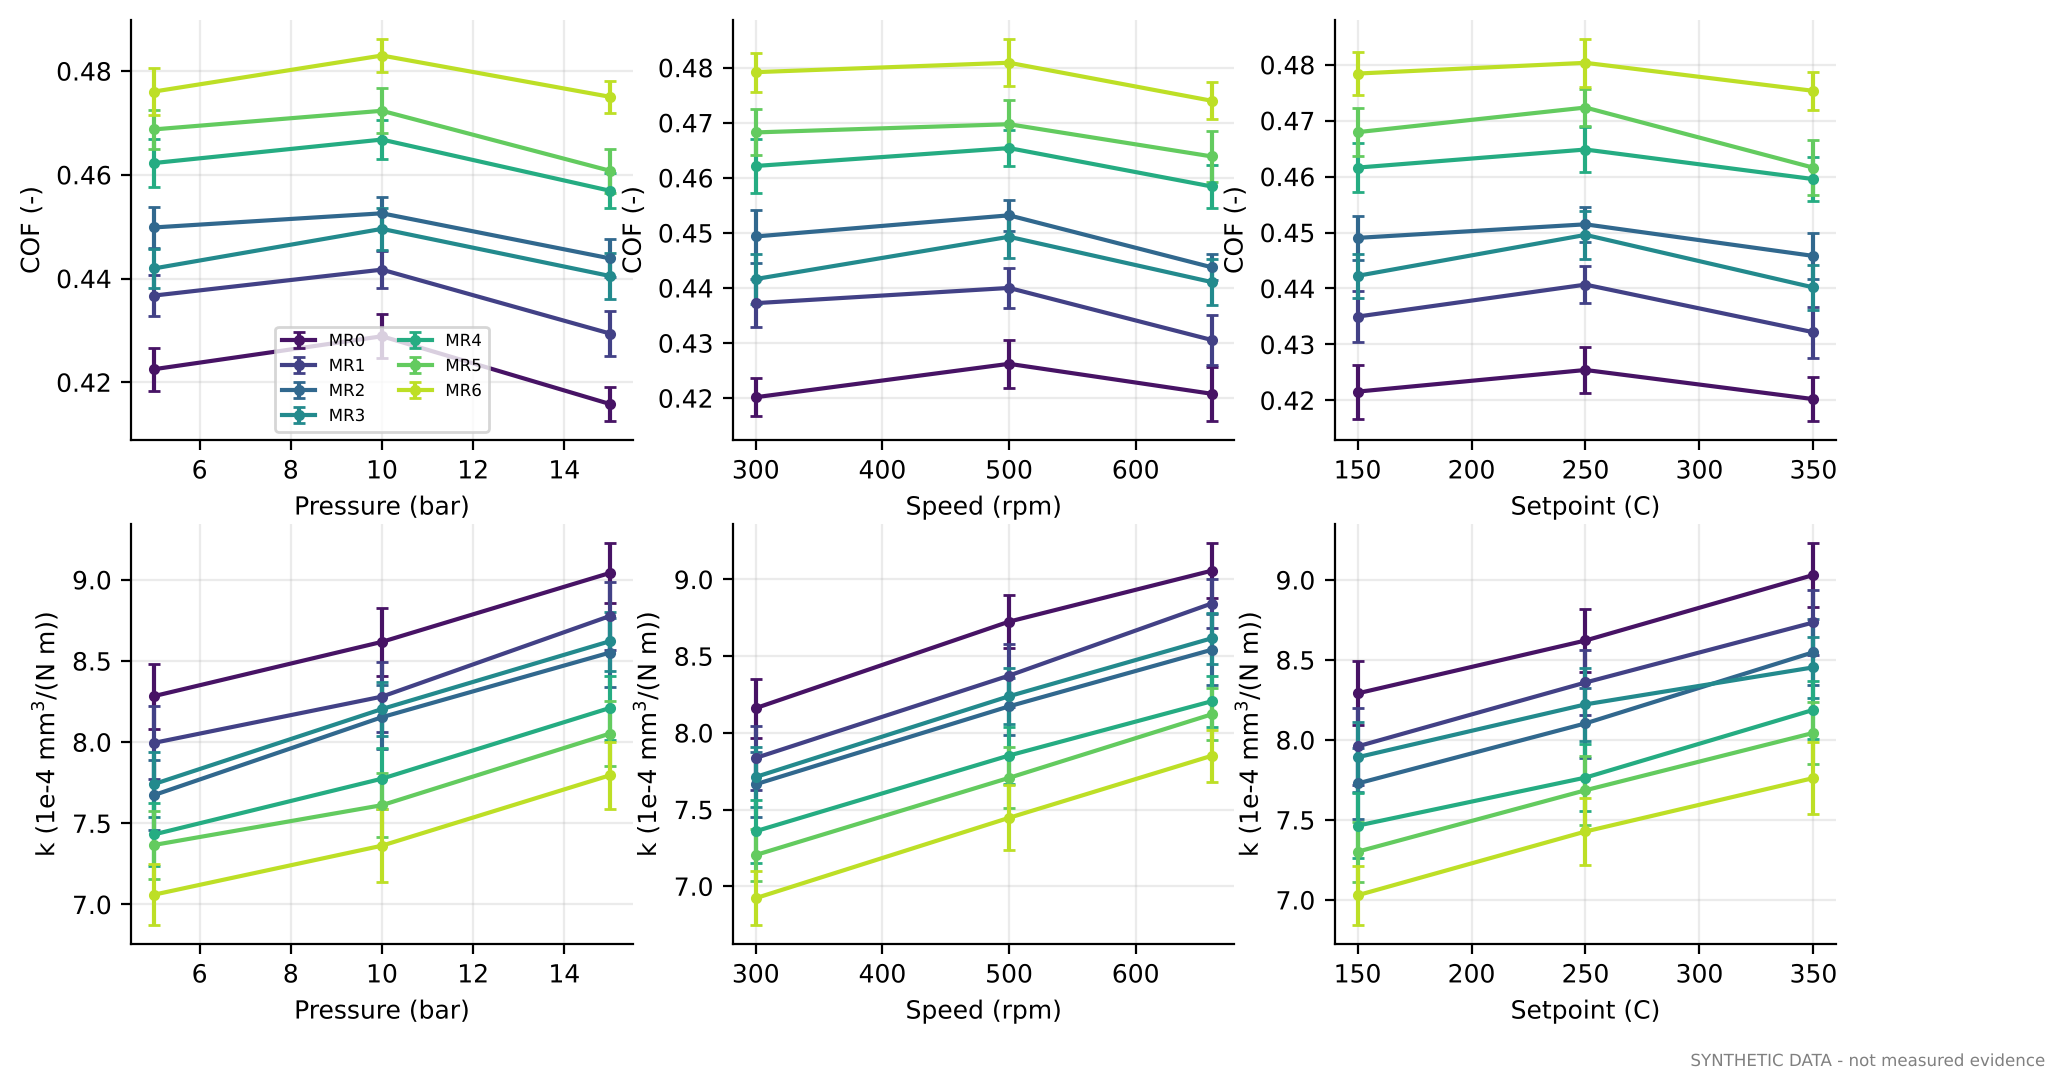 COF (-)
0.48
0.46
0.44
0.42
MR0
MR1
MR2
MR3
MR4
MR5
MR6
6 8 10 12 14
Pressure (bar)
COF (-)
0.48
0.47
0.46
0.45
0.44
0.43
0.42
300 400 500 600
Speed (rpm)
COF (-)
0.48
0.47
0.46
0.45
0.44
0.43
0.42
150 200 250 300 350
Setpoint (C)
k (1e-4 mm³/(N m))
9.0
8.5
8.0
7.5
7.0
6 8 10 12 14
Pressure (bar)
k (1e-4 mm³/(N m))
9.0
8.5
8.0
7.5
7.0
300 400 500 600
Speed (rpm)
k (1e-4 mm³/(N m))
9.0
8.5
8.0
7.5
7.0
150 200 250 300 350
Setpoint (C)
SYNTHETIC DATA - not measured evidence